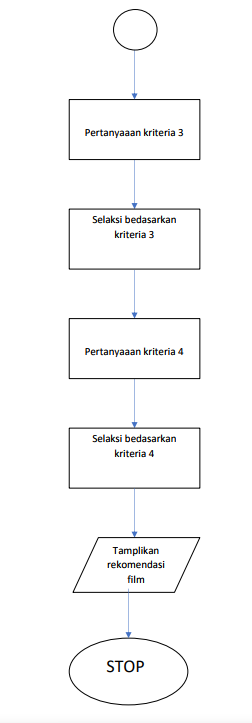 Pertanyaaan kriteria 3
Selaksi bedasarkan
kriteria 3
Pertanyaaan kriteria 4
Selaksi bedasarkan
kriteria 4
Tamplikan
rekomendasi
film
STOP